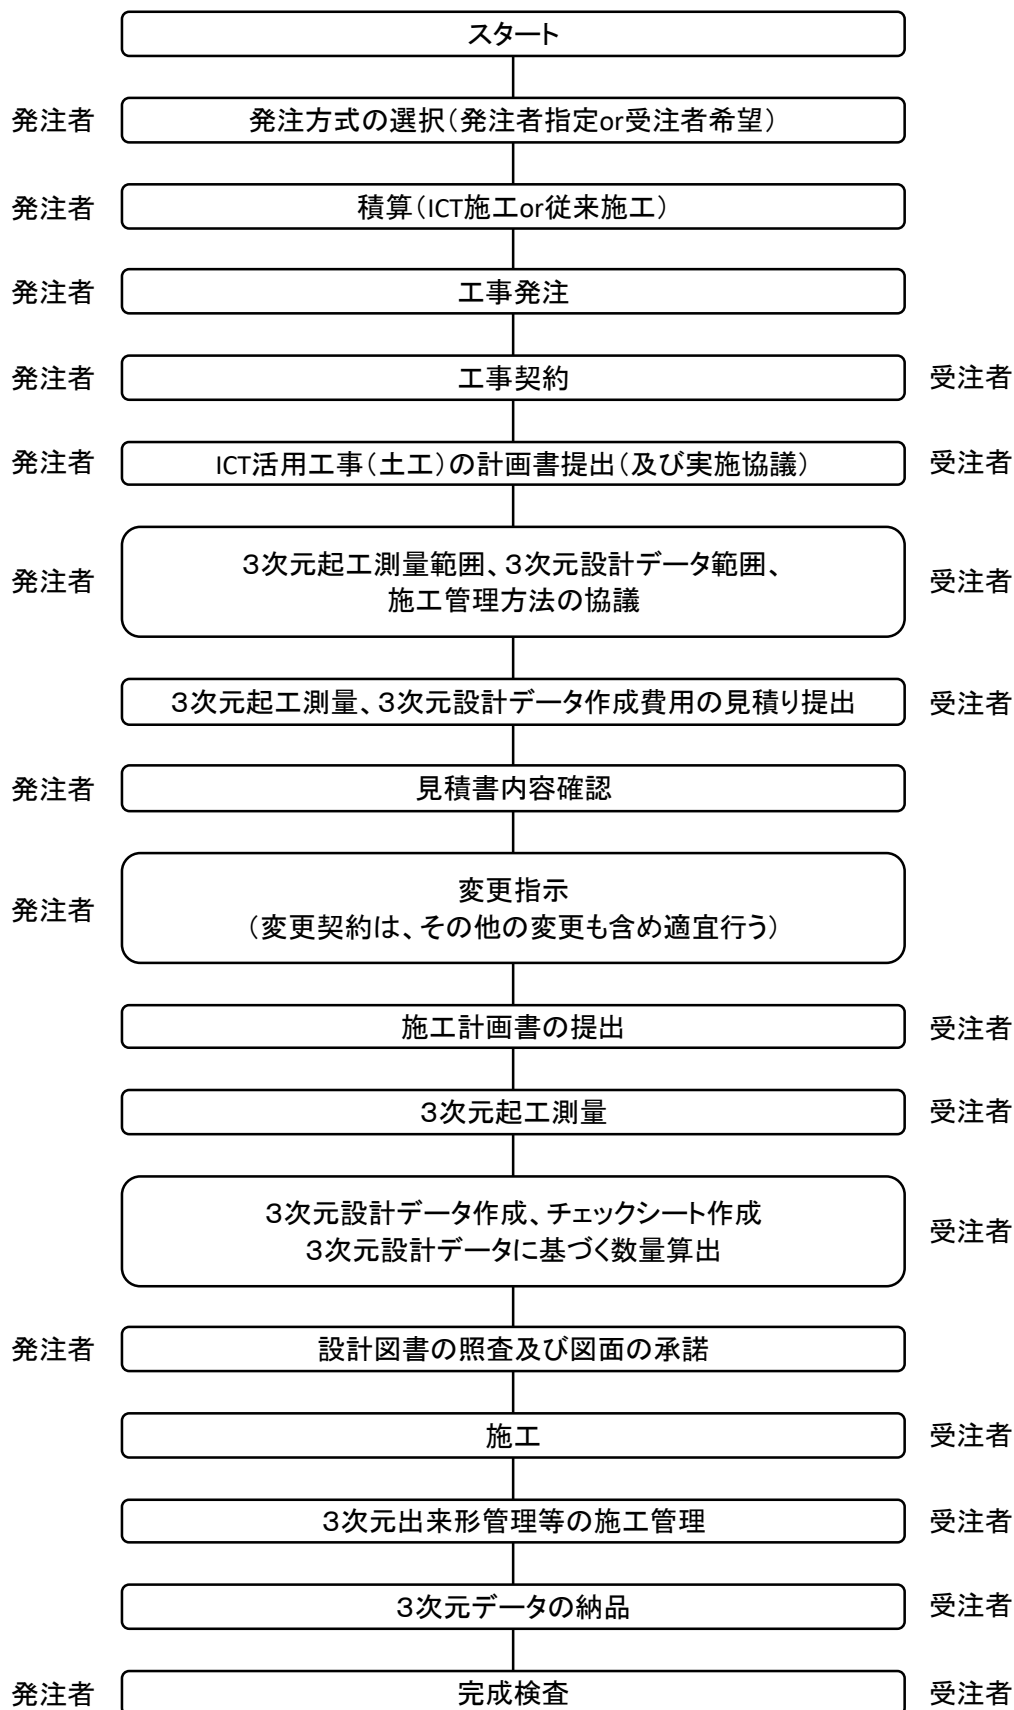 スタート
発注者 発注方式の選択（発注者指定or受注者希望）
発注者 積算（ICT施工or従来施工）
発注者 工事発注
発注者 工事契約 受注者
発注者 ICT活用工事（土工）の計画書提出（及び実施協議） 受注者
３次元起工測量範囲、３次元設計データ範囲、
発注者 施工管理方法の協議 受注者
３次元起工測量、３次元設計データ作成費用の見積り提出 受注者
発注者 見積書内容確認
変更指示
発注者 （変更契約は、その他の変更も含め適宜行う）
施工計画書の提出 受注者
３次元起工測量 受注者
３次元設計データ作成、チェックシート作成
３次元設計データに基づく数量算出 受注者
発注者 設計図書の照査及び図面の承諾
施工 受注者
３次元出来形管理等の施工管理 受注者
３次元データの納品 受注者
発注者 完成検査 受注者